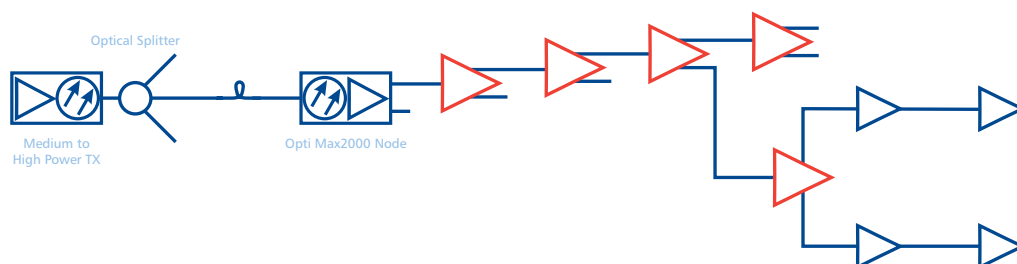 Optical Splitter
Medium to
High Power TX
Opti Max2000 Node